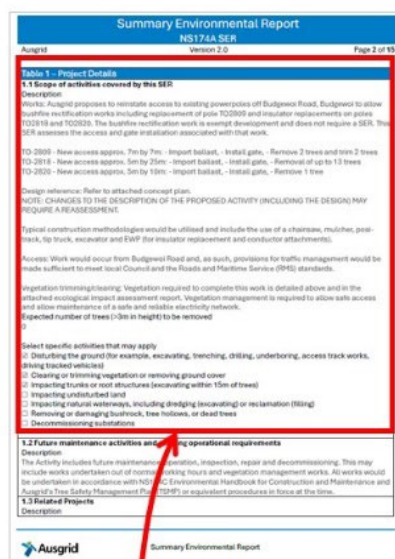 Summary Environmental Report
NS174A SER
Ausgrid Version 2.0 Page 2 of 15
Table 1 – Project Details
1.1 Scope of activities covered by this SER
Description
Works: Ausgrid proposes to reinstate access to existing powerpoles off Budgewoi Road, Budgewoi to allow
bushfire rectification works including replacement of pole TO2809 and insulator replacements on poles
TO2819 and TO2820. The bushfire rectification work is exempt development and does not require a SER. This
SER assesses the access and gate installation associated with that work.
TO-2809 - New access approx. 7m by 7m: - Import ballast, - Install gate, - Remove 2 trees and trim 2 trees
TO-2818 - New access approx. 5m by 25m: - Import ballast, - Install gate, - Removal of up to 13 trees
TO-2820 - New access approx. 5m by 10m: - Import ballast, - Install gate, - Remove 1 tree
Design reference: Refer to attached concept plan.
NOTE: CHANGES TO THE DESCRIPTION OF THE PROPOSED ACTIVITY (INCLUDING THE DESIGN) MAY
REQUIRE A REASSESSMENT.
Typical construction methodologies would be utilised and include the use of a chainsaw, mulcher, posi-
track, tip truck, excavator and EWP (for insulator replacement and conductor attachments).
Access: Work would occur from Budgewoi Road and, as such, provisions for traffic management would be
made sufficient to meet local Council and the Roads and Maritime Service (RMS) standards.
Vegetation trimming/clearing: Vegetation required to complete this work is detailed above and in the
attached ecological impact assessment report. Vegetation management is required to allow safe access
and allow maintenance of a safe and reliable electricity network.
Expected number of trees (>3m in height) to be removed
0
Select specific activities that may apply
☑ Disturbing the ground (for example, excavating, trenching, drilling, underboring, access track works,
driving tracked vehicles)
☑ Clearing or trimming vegetation or removing ground cover
☑ Impacting trunks or root structures (excavating within 15m of trees)
☐ Impacting undisturbed land
☐ Impacting natural waterways, including dredging (excavating) or reclamation (filling)
☐ Removing or damaging bushrock, tree hollows, or dead trees
☐ Decommissioning substations
1.2 Future maintenance activities and operational requirements
Description
The Activity includes future maintenance, operation, inspection, repair and decommissioning. This may
include works undertaken out of normal working hours and vegetation management works. All works would
be undertaken in accordance with Environmental Handbook for Construction and Maintenance and
Ausgrid's Tree Safety Management Plan (TSMP) or equivalent procedures in force at the time.
1.3 Related Projects
Description
Ausgrid Summary Environmental Report